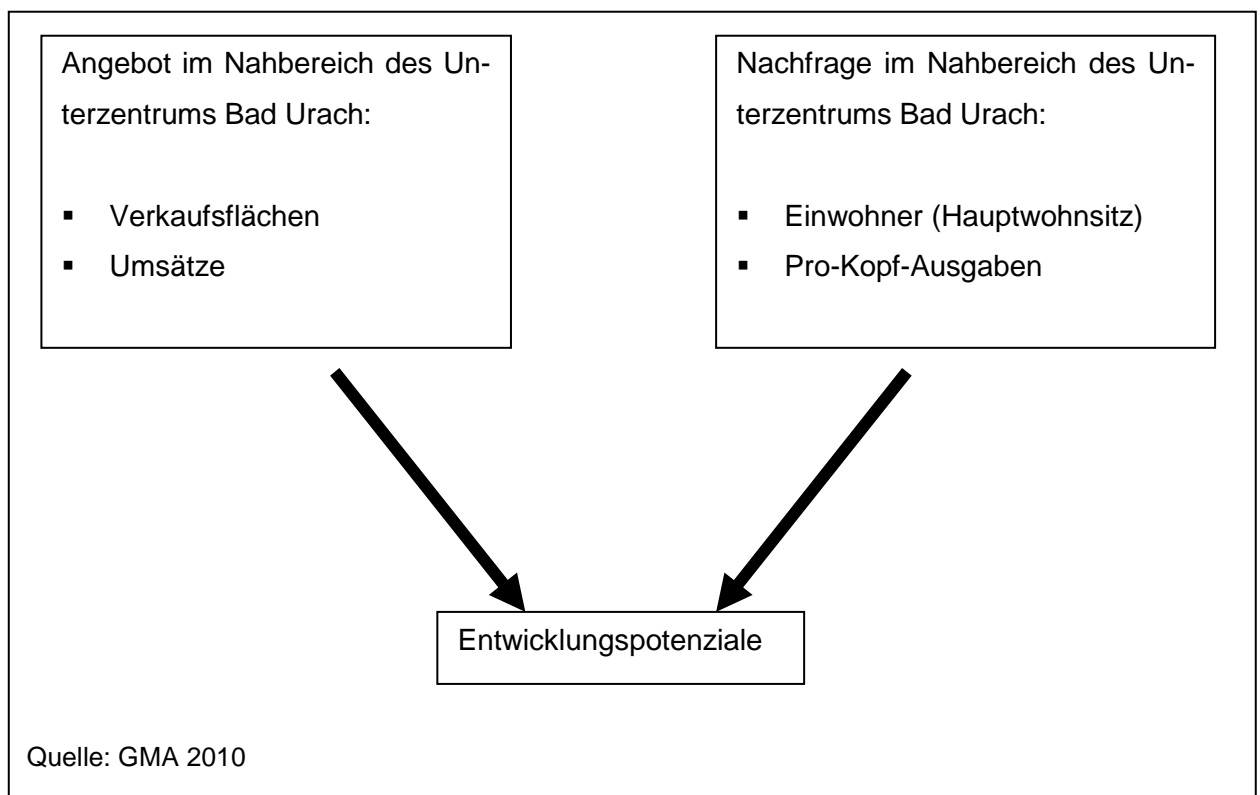 Angebot im Nahbereich des Un-
terzentrums Bad Urach:
▪ Verkaufsflächen
▪ Umsätze
Nachfrage im Nahbereich des Un-
terzentrums Bad Urach:
▪ Einwohner (Hauptwohnsitz)
▪ Pro-Kopf-Ausgaben
Entwicklungspotenziale
Quelle: GMA 2010